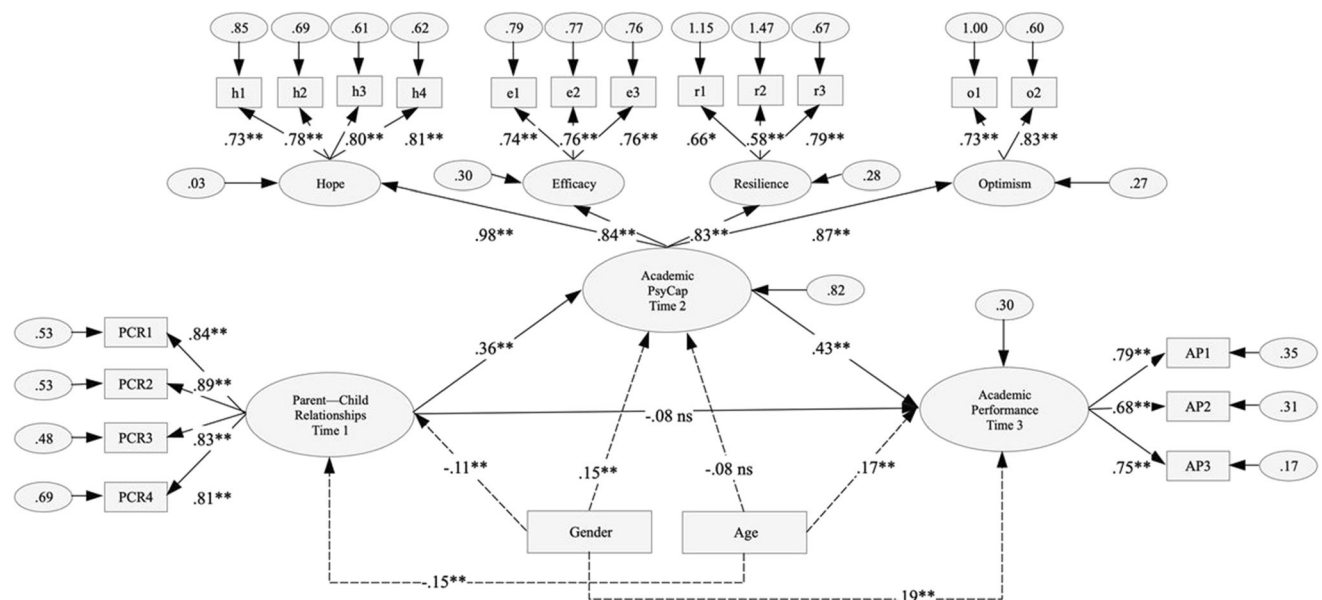 .85 .69 .61 .62 .79 .77 .76 1.15 1.47 .67 1.00 .60
h1 h2 h3 h4 e1 e2 e3 r1 r2 r3 o1 o2
.73** .78** .80** .81** .74** .76** .76** .66* .58** .79** .73** .83**
.03 Hope .30 Efficacy Resilience .28 Optimism .27
.98** .84** .83** .87**
Academic
PsyCap
Time 2
.82
.30
.53 PCR1 .84**
.53 PCR2 .89**
.48 PCR3 .83**
.69 PCR4 .81**
Parent—Child
Relationships
Time 1
.36**
.43**
-.08 ns
Academic
Performance
Time 3
.79** AP1 .35
.68** AP2 .31
.75** AP3 .17
-.11** .15** -.08 ns .17**
Gender Age
-.15**
.19**